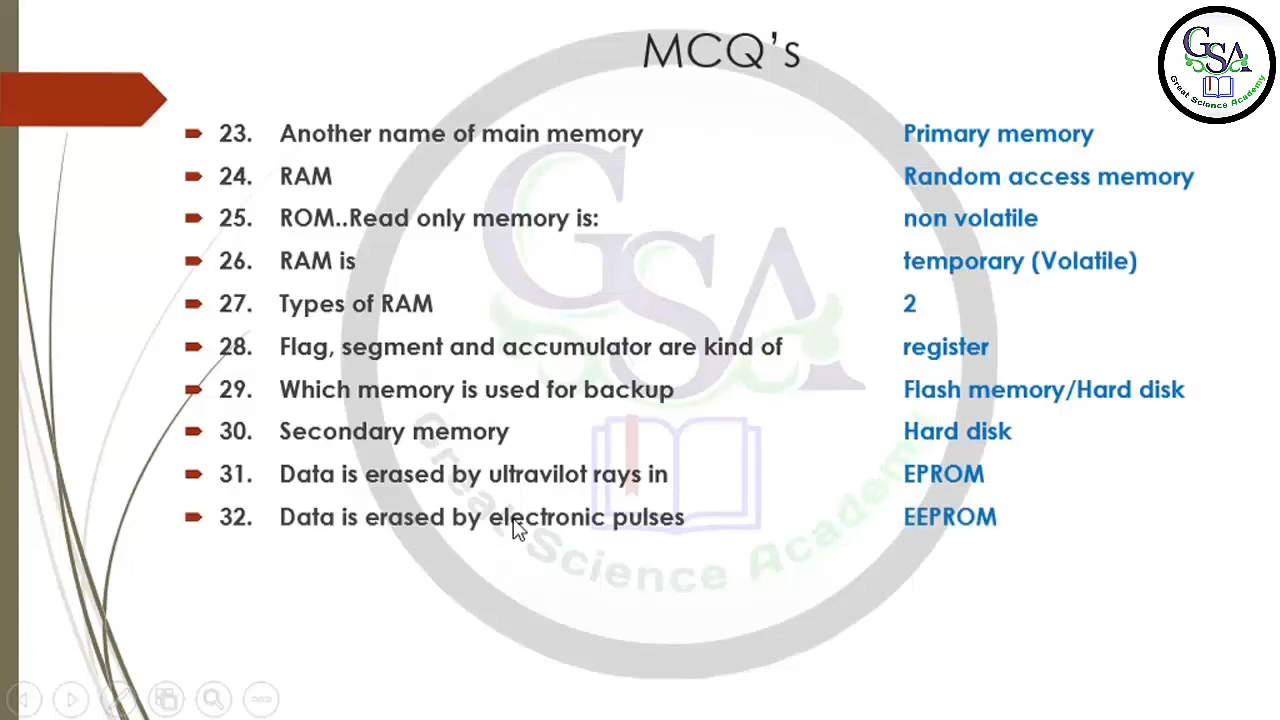 MCQ's
GSA
Great Science Academy
23. Another name of main memory Primary memory
24. RAM Random access memory
25. ROM..Read only memory is: non volatile
26. RAM is temporary (Volatile)
27. Types of RAM 2
28. Flag, segment and accumulator are kind of register
29. Which memory is used for backup Flash memory/Hard disk
30. Secondary memory Hard disk
31. Data is erased by ultravilot rays in EPROM
32. Data is erased by electronic pulses EEPROM
GSA
Great Science Academy